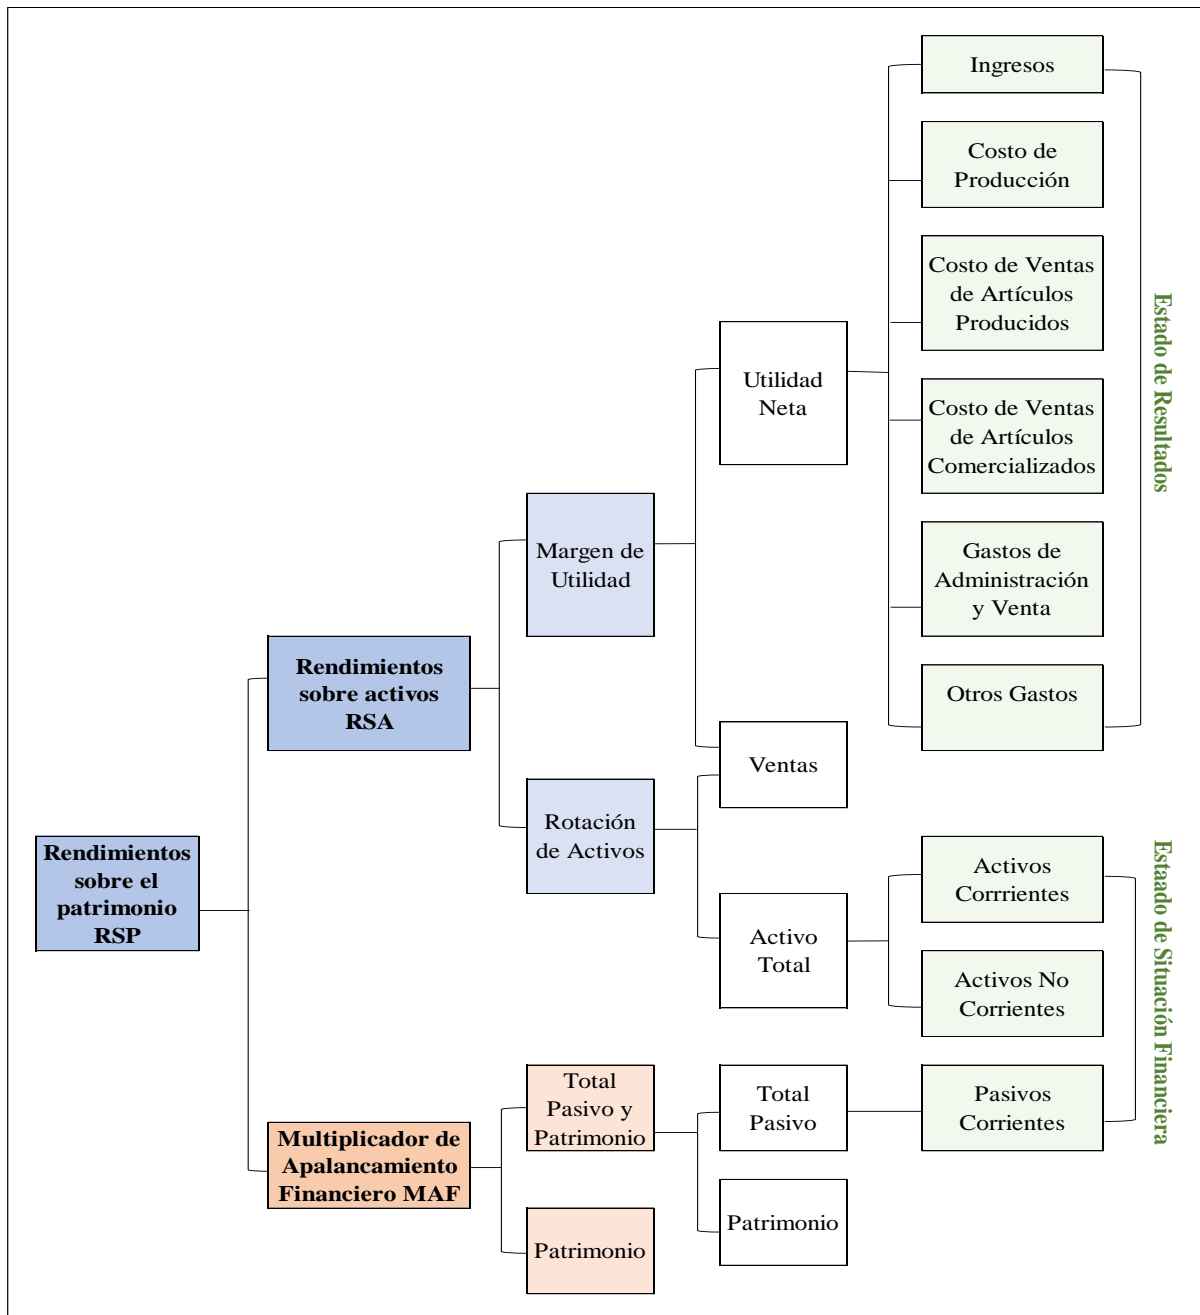 Ingresos
Costo de
Producción
Costo de Ventas
de Artículos
Producidos
Utilidad
Neta
Costo de Ventas
de Artículos
Comercializados
Estado de Resultados
Margen de
Utilidad
Gastos de
Administración
y Venta
Rendimientos
sobre activos
RSA
Otros Gastos
Ventas
Rotación
de Activos
Rendimientos
sobre el
patrimonio
RSP
Activos
Corrrientes
Activo
Total
Activos No
Corrientes
Estaado de Situación Financiera
Total
Pasivo y
Patrimonio
Total
Pasivo
Pasivos
Corrientes
Multiplicador de
Apalancamiento
Financiero MAF
Patrimonio
Patrimonio